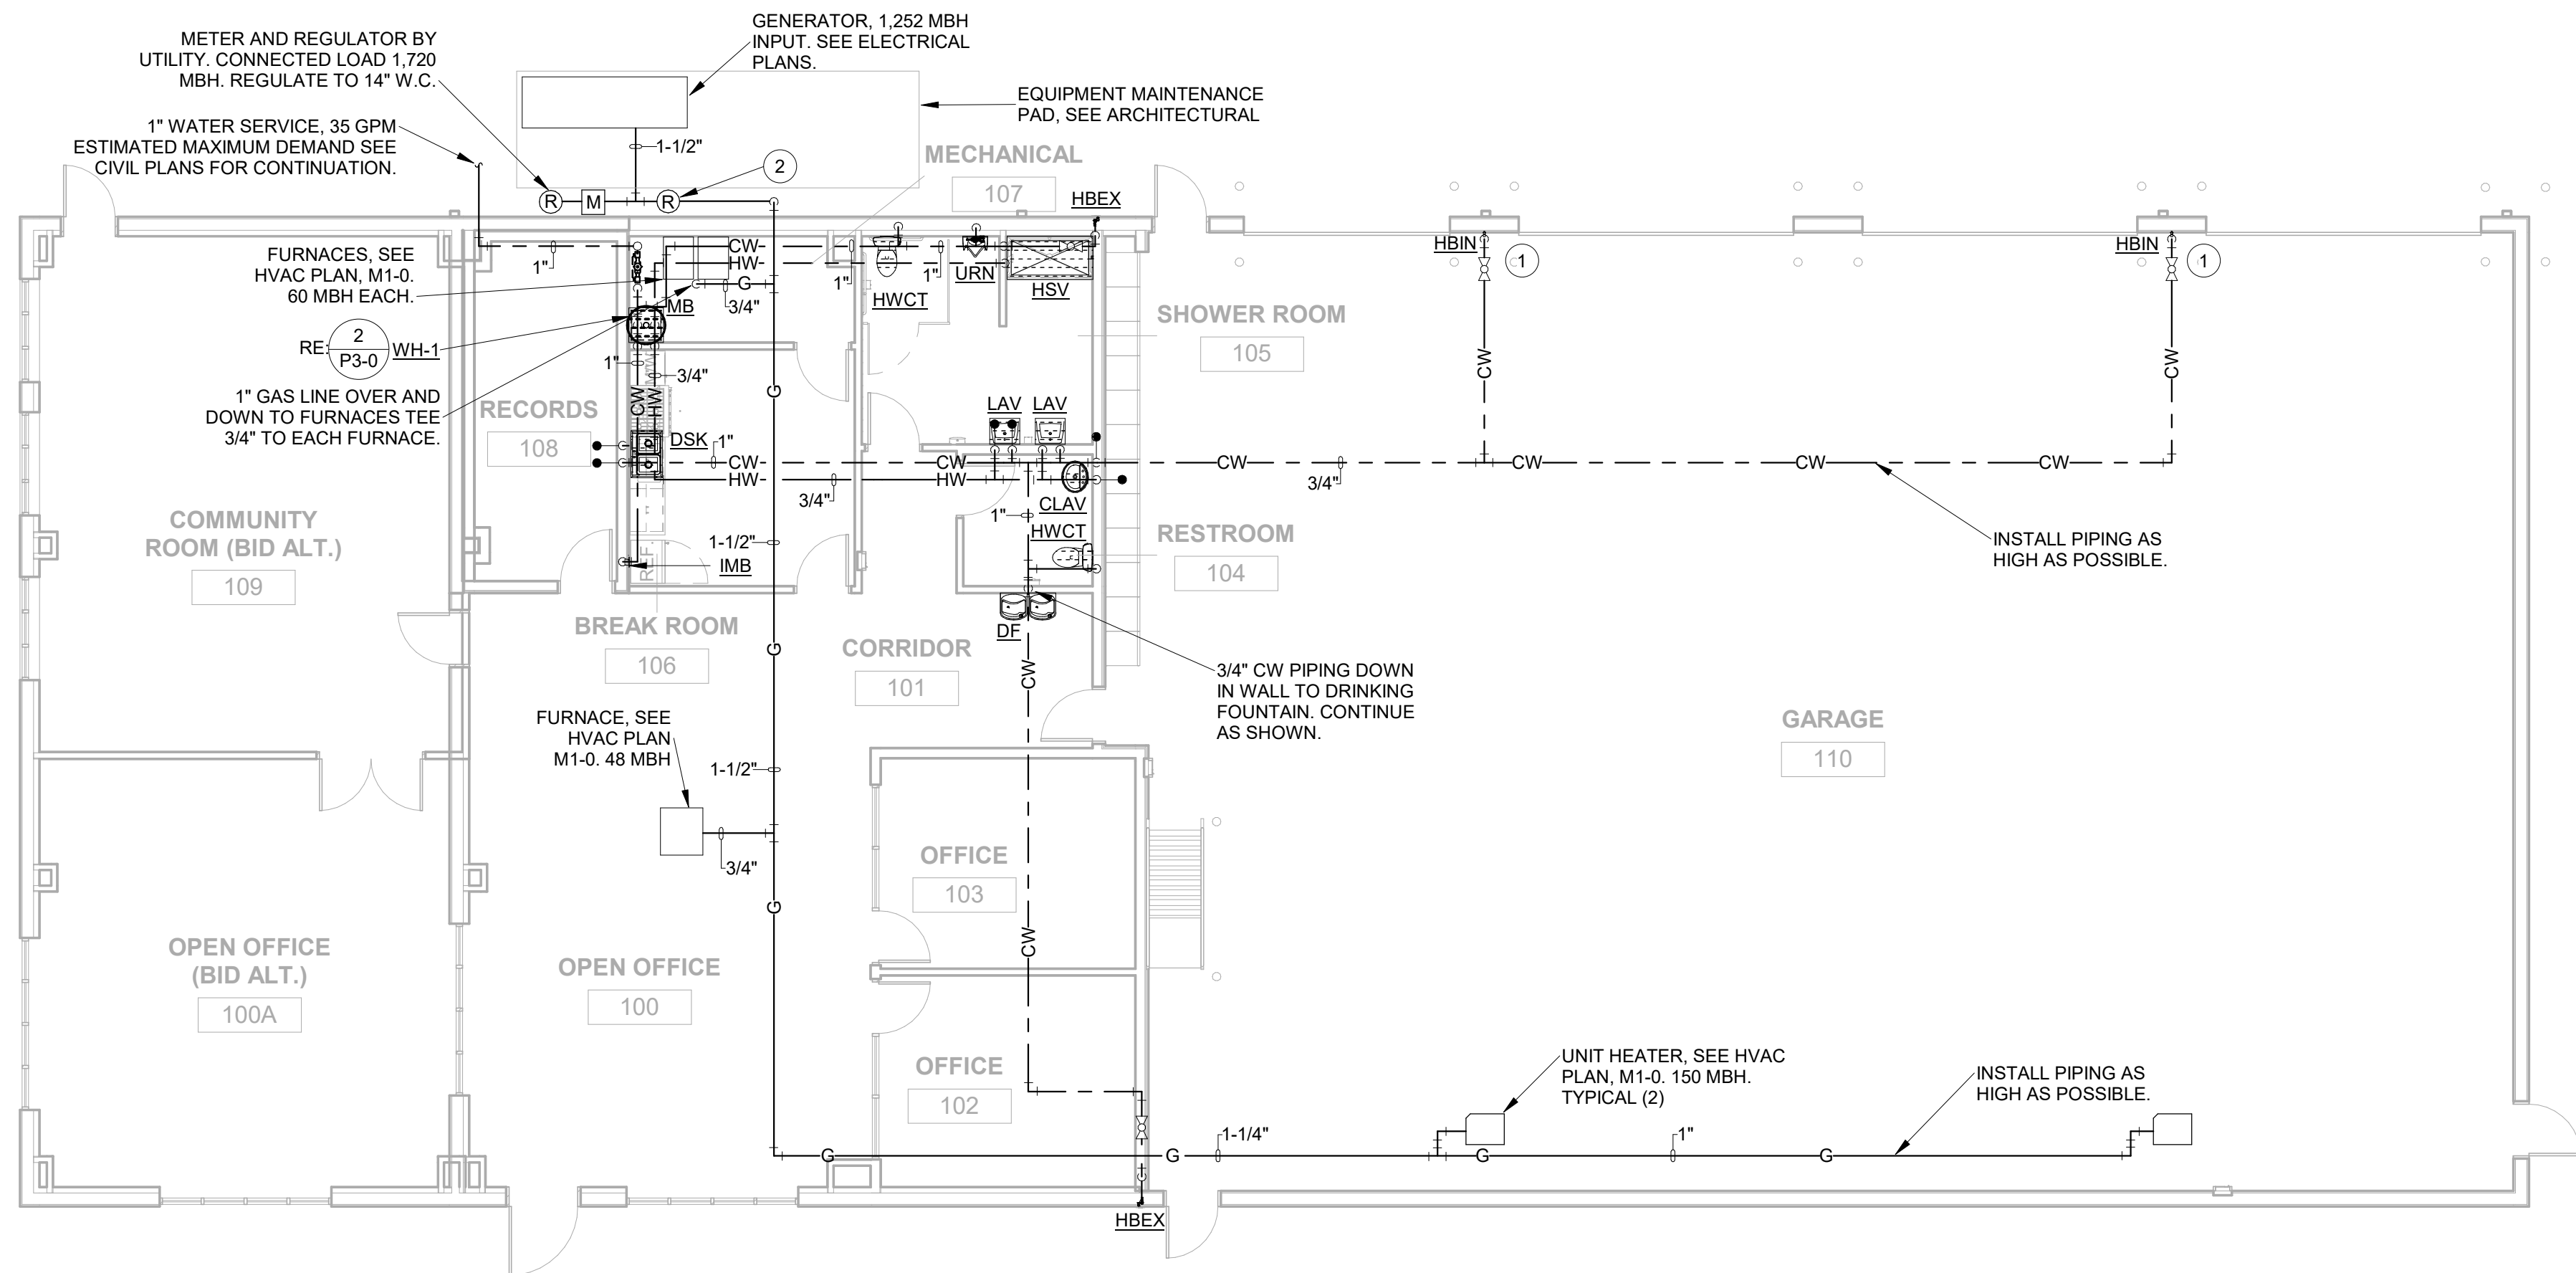 METER AND REGULATOR BY
UTILITY. CONNECTED LOAD 1,720
MBH. REGULATE TO 14" W.C.
GENERATOR, 1,252 MBH
INPUT. SEE ELECTRICAL
PLANS.
EQUIPMENT MAINTENANCE
PAD, SEE ARCHITECTURAL
1" WATER SERVICE, 35 GPM
ESTIMATED MAXIMUM DEMAND SEE
CIVIL PLANS FOR CONTINUATION.
1-1/2"
2
R
M
R
MECHANICAL
107
HBEX
FURNACES, SEE
HVAC PLAN, M1-0.
60 MBH EACH.
1"
CW
HW
1"
1"
G
3/4"
MB
HWCT
URN
HSV
HBIN
1
HBIN
1
RE:
2
P3-0
WH-1
SHOWER ROOM
105
1"
3/4"
CW
HW
G
CW
CW
1" GAS LINE OVER AND
DOWN TO FURNACES TEE
3/4" TO EACH FURNACE.
RECORDS
108
DSK
1"
LAV
LAV
CW
CW
CW
CW
CW
CW
HW
HW
3/4"
3/4"
CLAV
1"
HWCT
COMMUNITY
ROOM (BID ALT.)
109
1-1/2"
REF.
IMB
RESTROOM
104
INSTALL PIPING AS
HIGH AS POSSIBLE.
BREAK ROOM
106
G
CORRIDOR
101
DF
CW
3/4" CW PIPING DOWN
IN WALL TO DRINKING
FOUNTAIN. CONTINUE
AS SHOWN.
FURNACE, SEE
HVAC PLAN
M1-0. 48 MBH
1-1/2"
3/4"
GARAGE
110
OFFICE
103
G
CW
OPEN OFFICE
(BID ALT.)
100A
OPEN OFFICE
100
OFFICE
102
UNIT HEATER, SEE HVAC
PLAN, M1-0. 150 MBH.
TYPICAL (2)
INSTALL PIPING AS
HIGH AS POSSIBLE.
1-1/4"
1"
G
G
G
G
HBEX